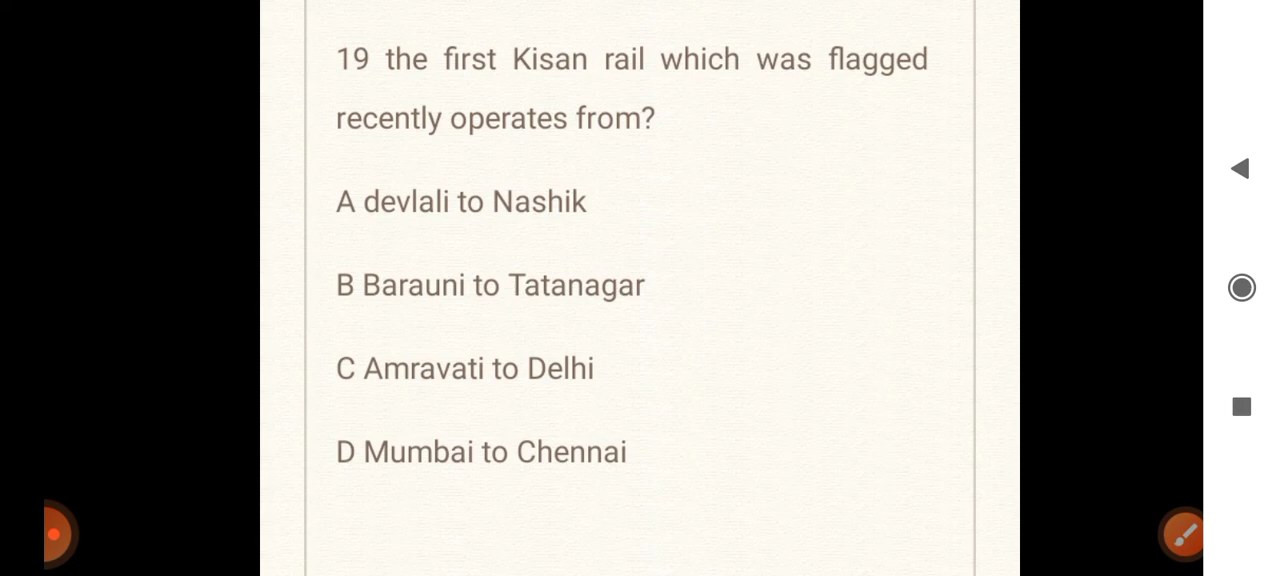 19 the first Kisan rail which was flagged
recently operates from?
A devlali to Nashik
B Barauni to Tatanagar
C Amravati to Delhi
D Mumbai to Chennai